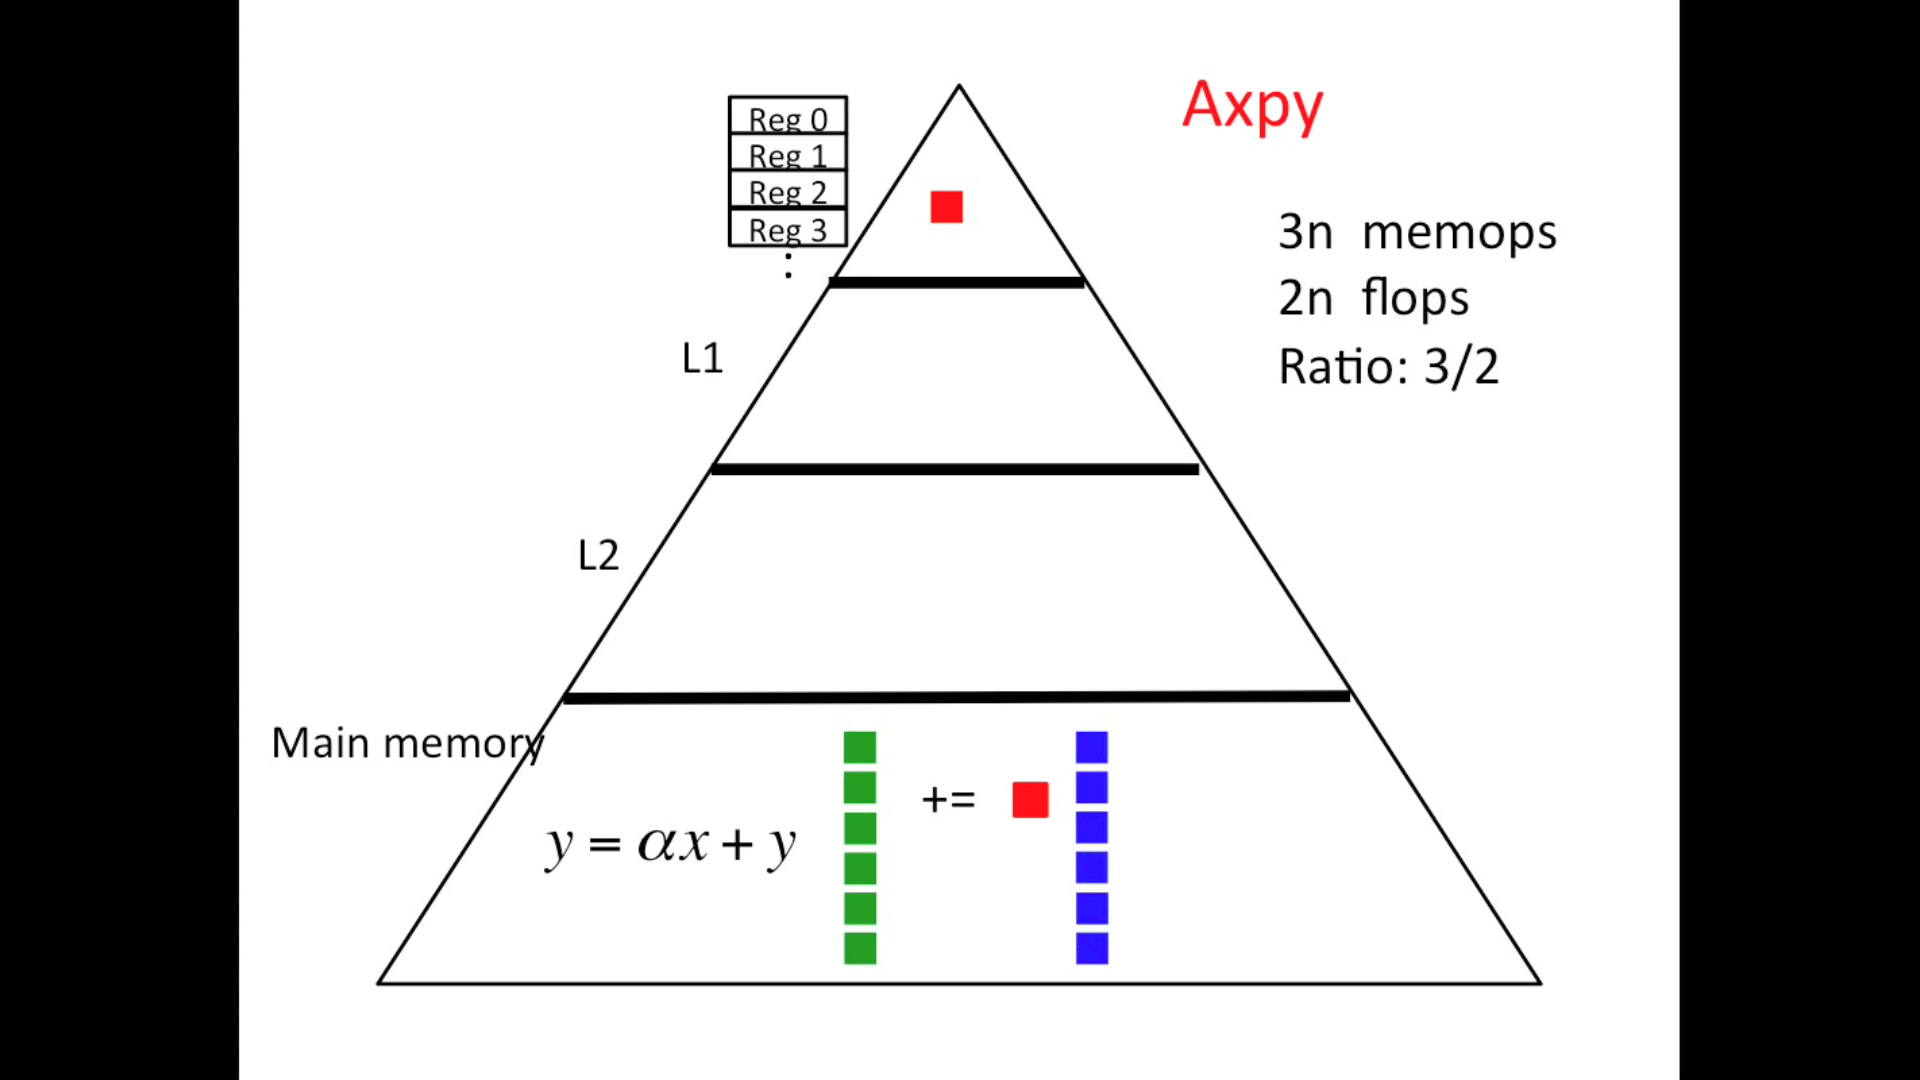 Axpy
Reg 0
Reg 1
Reg 2
Reg 3
:
3n memops
2n flops
Ratio: 3/2
L1
L2
Main memory
+=
y = αx + y